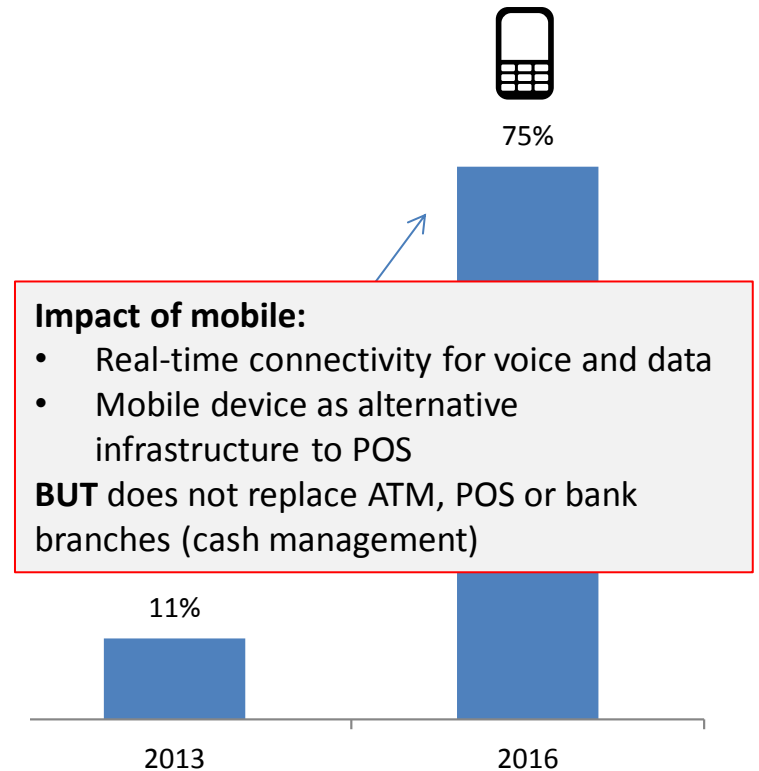 75%
Impact of mobile:
• Real-time connectivity for voice and data
• Mobile device as alternative
infrastructure to POS
BUT does not replace ATM, POS or bank
branches (cash management)
11%
2013 2016